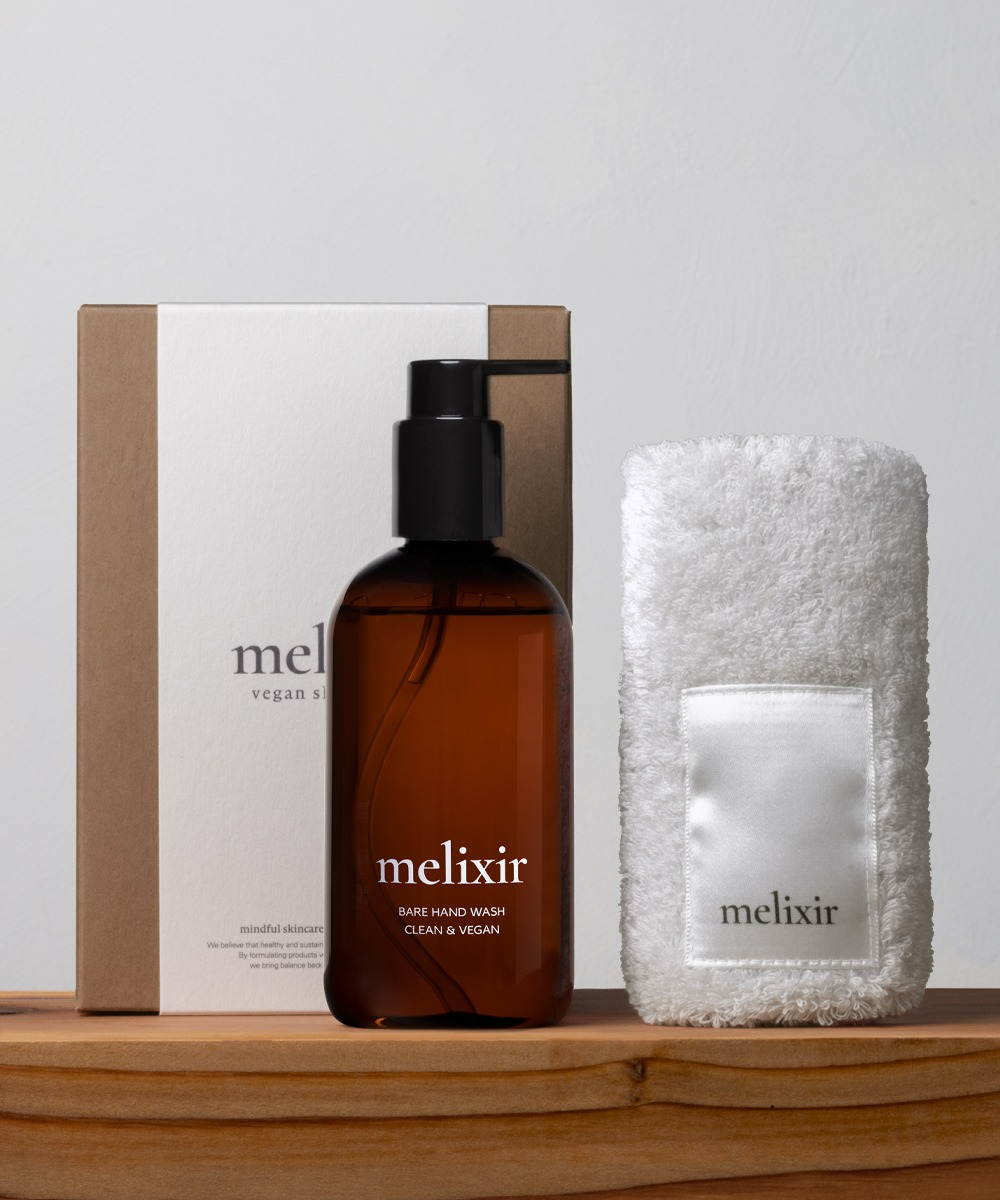 mel
vegan s
mindful skincare
We believe that healthy and sustain
By formulating products
we bring balance back
melixir
BARE HAND WASH
CLEAN & VEGAN
melixir